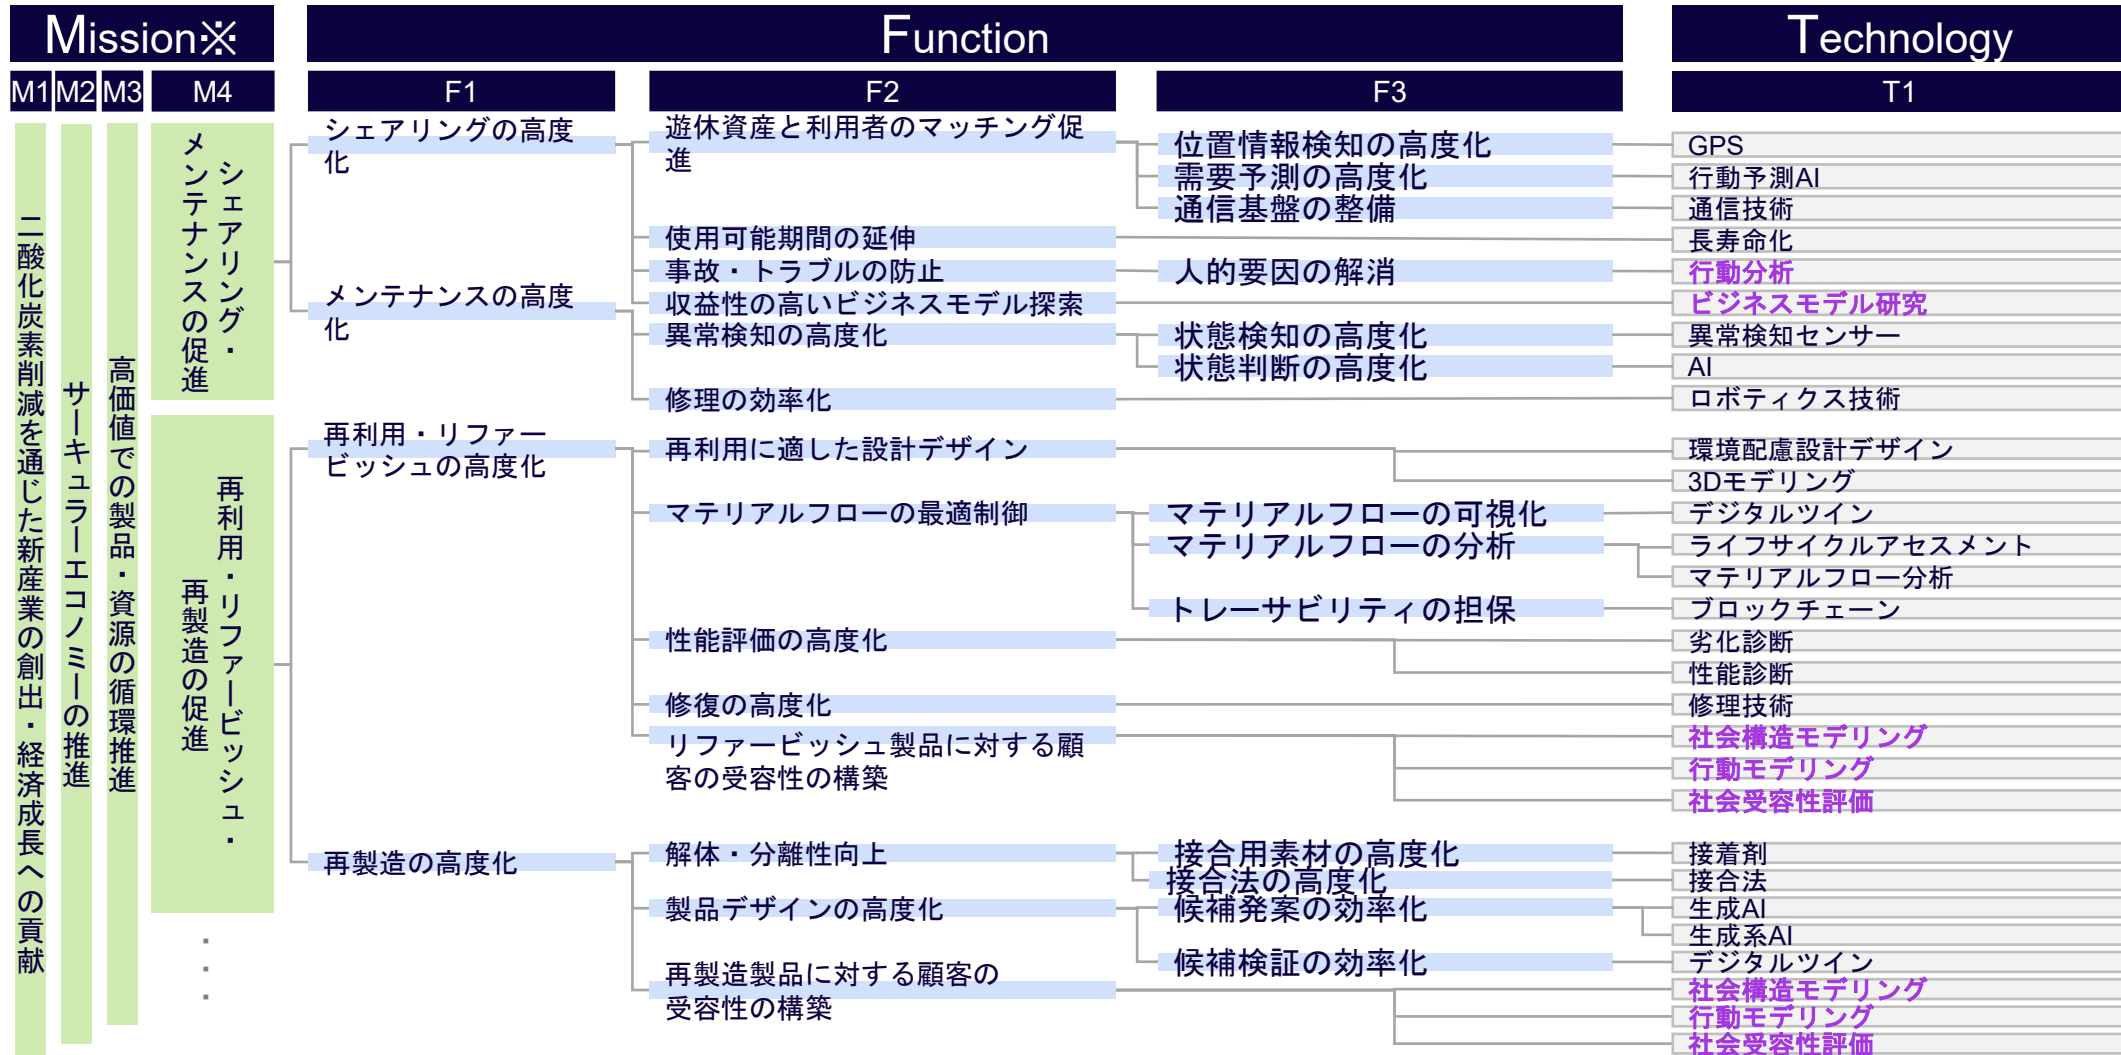 Mission※
Function
Technology
M1
M2
M3
M4
F1
F2
F3
T1
二酸化炭素削減を通じた新産業の創出・経済成長への貢献
サーキュラーエコノミーの推進
高価値での製品・資源の循環推進
シェアリング・
メンテナンスの促進
再利用・リファービッシュ・
再製造の促進
・
・
・
シェアリングの高度
化
メンテナンスの高度
化
再利用・リファー
ビッシュの高度化
再製造の高度化
遊休資産と利用者のマッチング促
進
使用可能期間の延伸
事故・トラブルの防止
収益性の高いビジネスモデル探索
異常検知の高度化
修理の効率化
再利用に適した設計デザイン
マテリアルフローの最適制御
性能評価の高度化
修復の高度化
リファービッシュ製品に対する顧
客の受容性の構築
解体・分離性向上
製品デザインの高度化
再製造製品に対する顧客の
受容性の構築
位置情報検知の高度化
需要予測の高度化
通信基盤の整備
人的要因の解消
状態検知の高度化
状態判断の高度化
マテリアルフローの可視化
マテリアルフローの分析
トレーサビリティの担保
接合用素材の高度化
接合法の高度化
候補発案の効率化
候補検証の効率化
GPS
行動予測AI
通信技術
長寿命化
行動分析
ビジネスモデル研究
異常検知センサー
AI
ロボティクス技術
環境配慮設計デザイン
3Dモデリング
デジタルツイン
ライフサイクルアセスメント
マテリアルフロー分析
ブロックチェーン
劣化診断
性能診断
修理技術
社会構造モデリング
行動モデリング
社会受容性評価
接着剤
接合法
生成AI
生成系AI
デジタルツイン
社会構造モデリング
行動モデリング
社会受容性評価